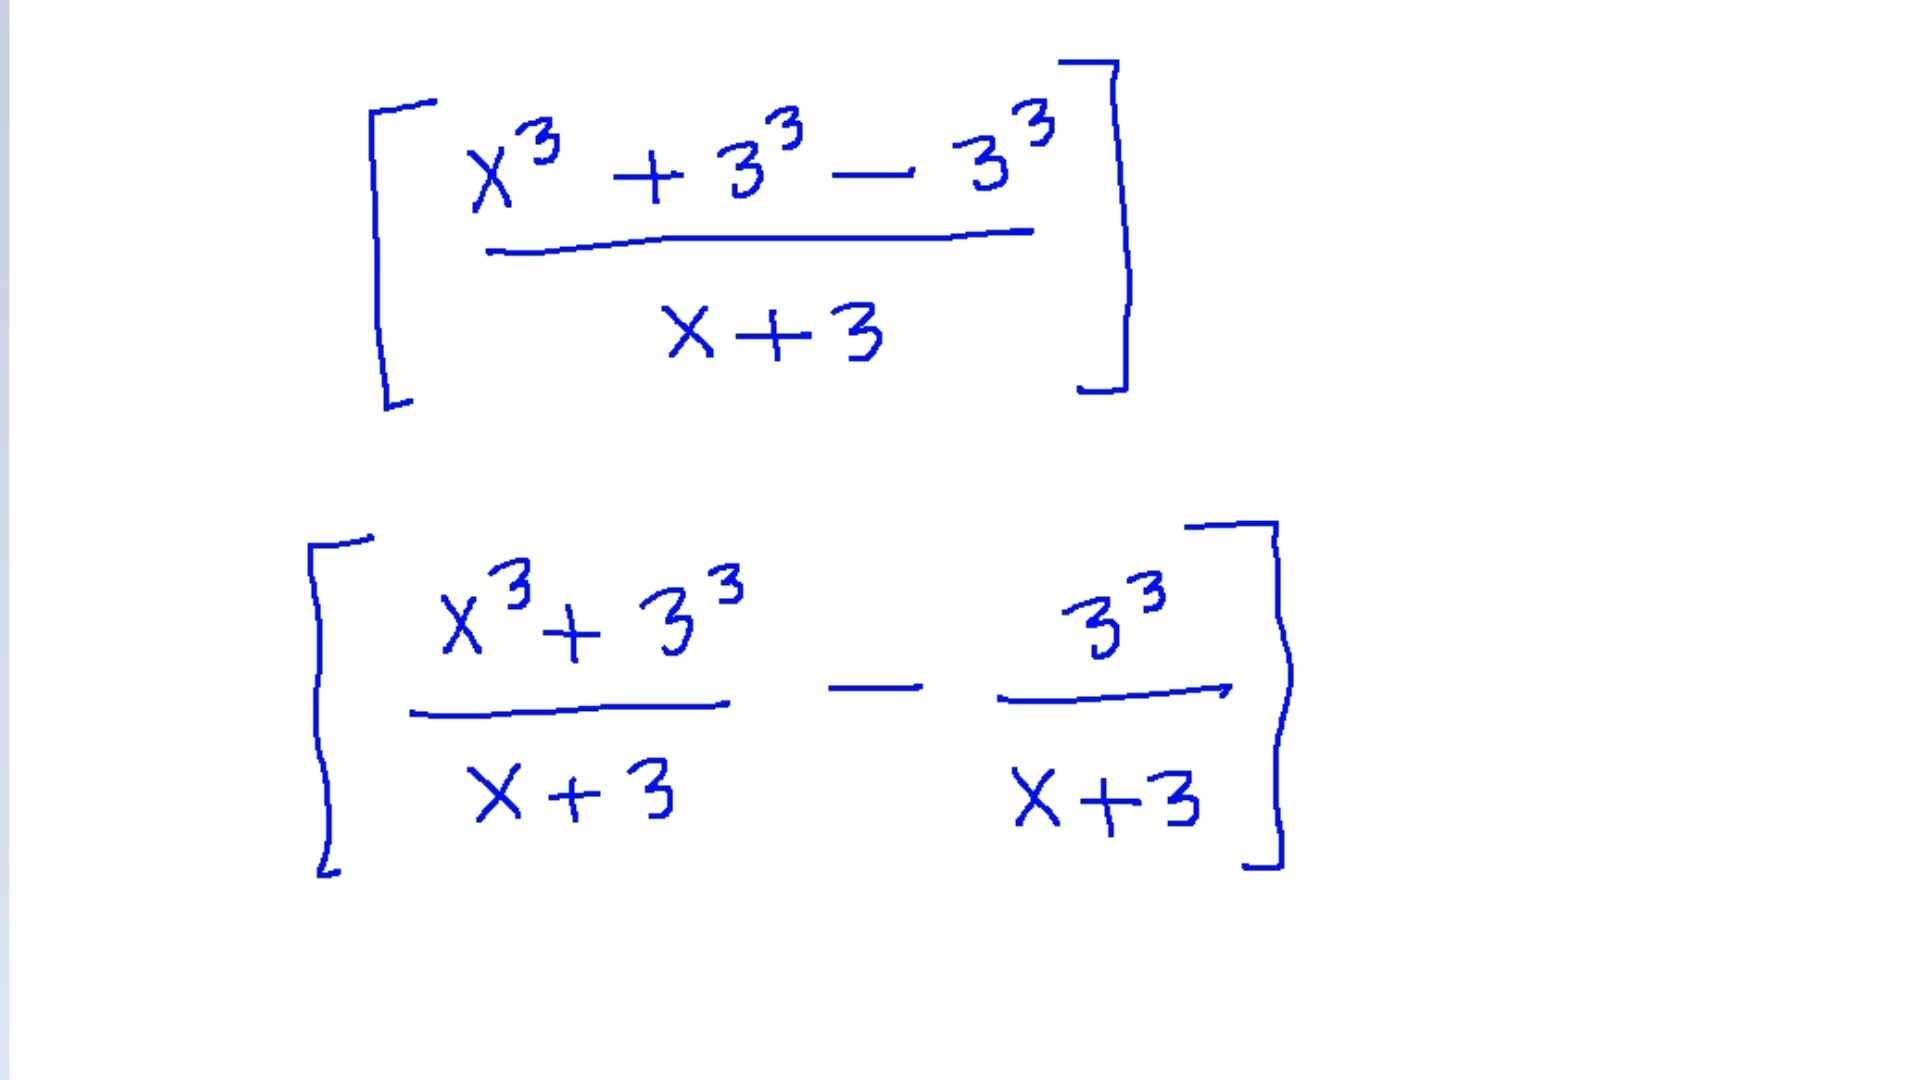 [ (x³ + 3³ − 3³) / (x + 3) ]
[ (x³ + 3³) / (x + 3) − 3³ / (x + 3) ]